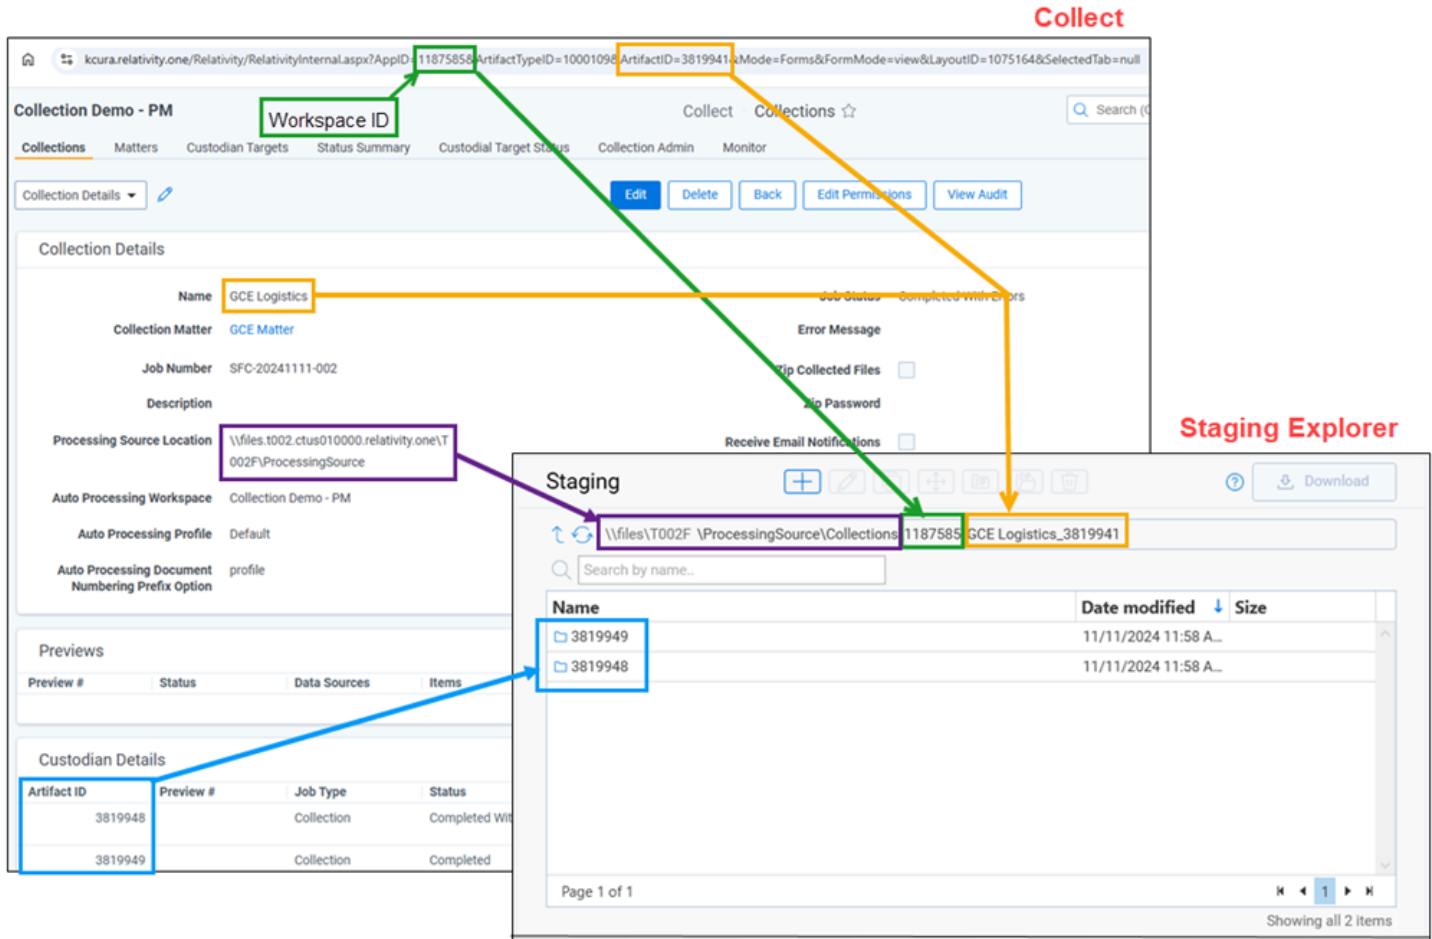 Collect
kcura.relativity.one/Relativity/RelativityInternal.aspx?AppID=1187585&ArtifactTypeID=1000109&ArtifactID=3819941&Mode=Forms&FormMode=view&LayoutID=1075164&SelectedTab=null
Collection Demo - PM
Workspace ID
Collect Collections
Search (
Collections Matters Custodian Targets Status Summary Custodial Target Status Collection Admin Monitor
Collection Details Edit Delete Back Edit Permissions View Audit
Collection Details
Name GCE Logistics Job Status Completed With Errors
Collection Matter GCE Matter Error Message
Job Number SFC-20241111-002 Zip Collected Files
Description Zip Password
Processing Source Location \\files.t002.ctus010000.relativity.one\T
002F\ProcessingSource
Receive Email Notifications
Auto Processing Workspace Collection Demo - PM
Auto Processing Profile Default
Auto Processing Document
Numbering Prefix Option
profile
Previews
Preview # Status Data Sources Items
Custodian Details
Artifact ID Preview # Job Type Status
3819948 Collection Completed Wit
3819949 Collection Completed
Staging Explorer
Staging Download
\\files\T002F \ProcessingSource\Collections 1187585 GCE Logistics_3819941
Search by name..
Name Date modified Size
3819949 11/11/2024 11:58 A...
3819948 11/11/2024 11:58 A...
Page 1 of 1 1
Showing all 2 items